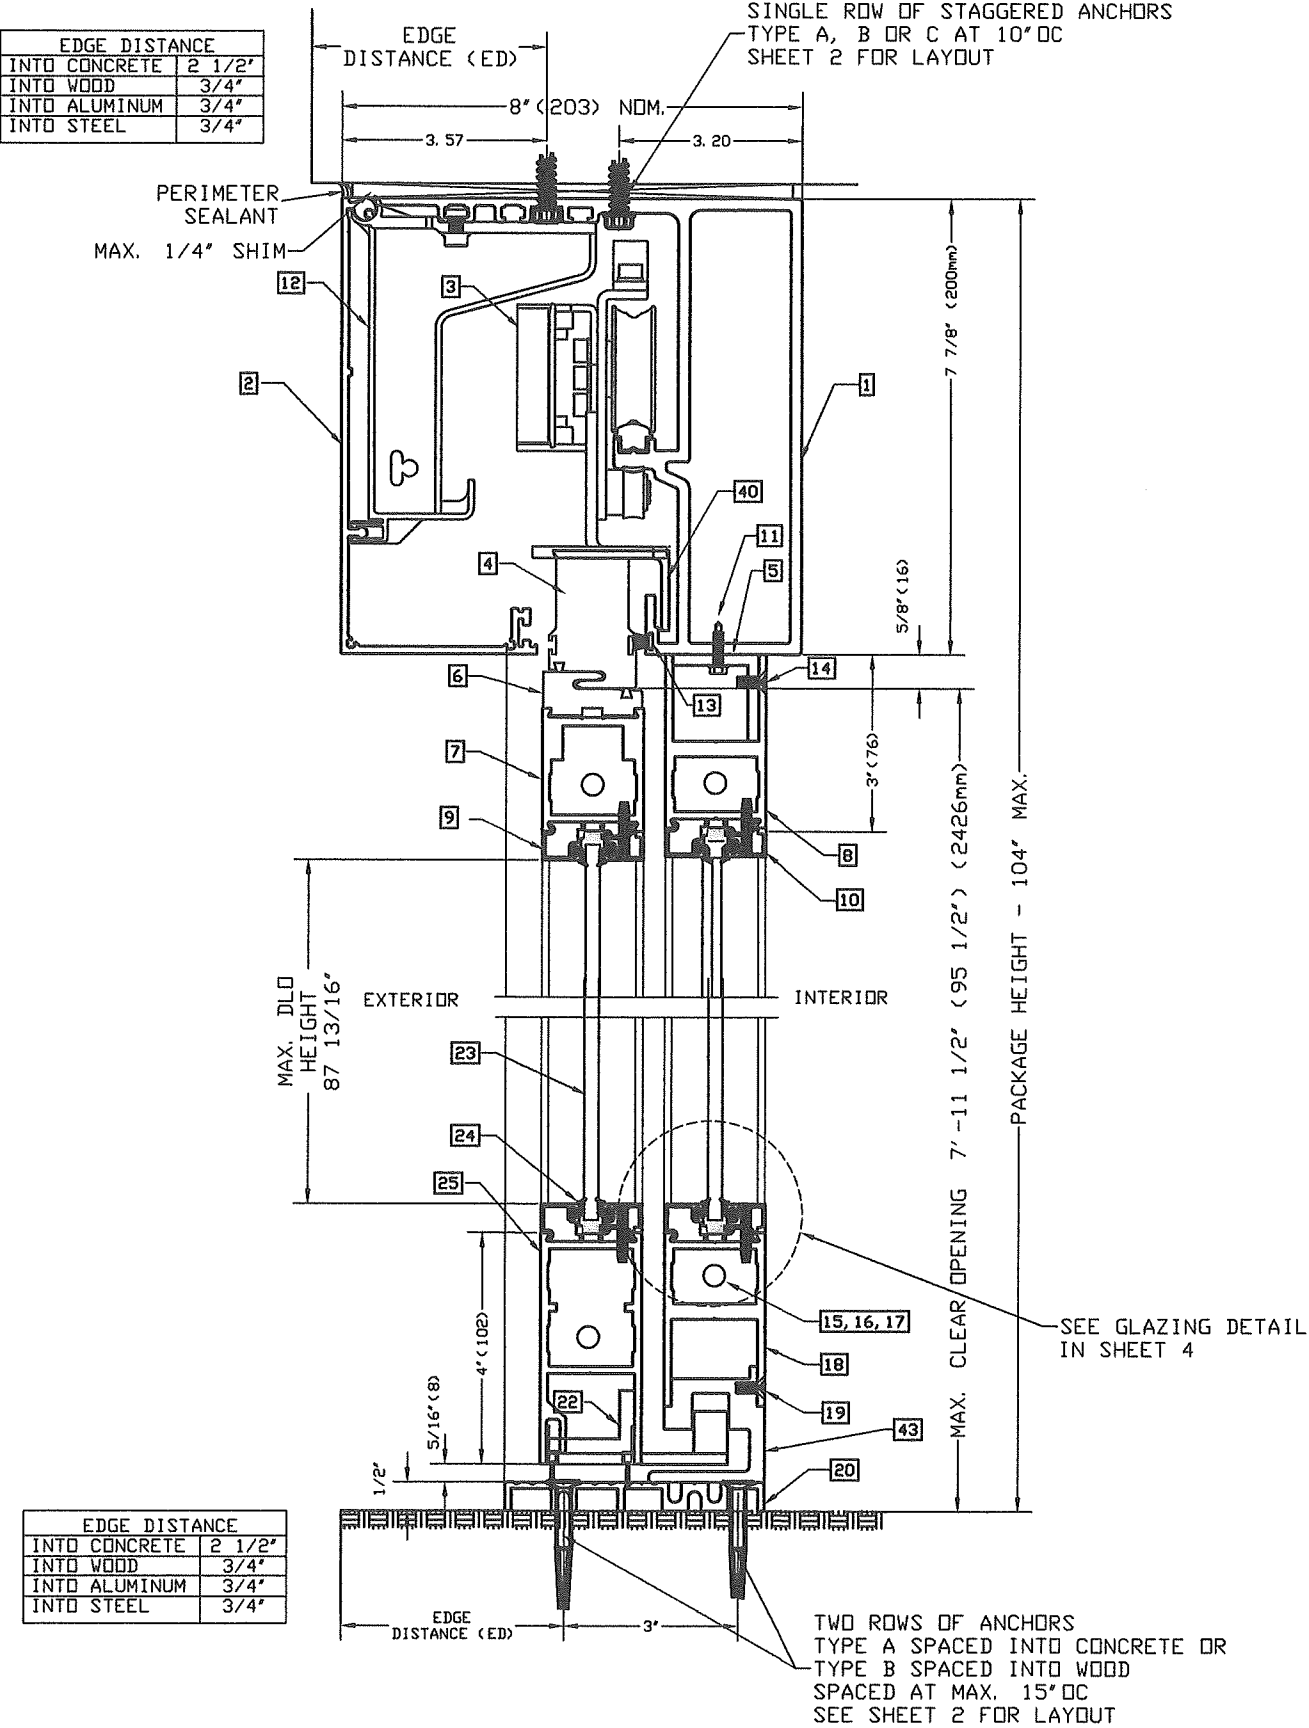 SINGLE ROW OF STAGGERED ANCHORS
TYPE A, B OR C AT 10" OC
SHEET 2 FOR LAYOUT
EDGE DISTANCE
INTO CONCRETE 2 1/2"
INTO WOOD 3/4"
INTO ALUMINUM 3/4"
INTO STEEL 3/4"
EDGE
DISTANCE (ED)
8" (203) NOM.
3.57
3.20
PERIMETER
SEALANT
MAX. 1/4" SHIM
12
3
2
1
7 7/8" (200mm)
40
11
4
5
5/8" (16)
6
14
13
7
3" (76)
9
8
10
MAX. DLO
HEIGHT
87 13/16"
EXTERIOR
INTERIOR
MAX. CLEAR OPENING 7'-11 1/2" (95 1/2") (2426mm)
PACKAGE HEIGHT - 104" MAX.
23
24
25
15, 16, 17
SEE GLAZING DETAIL
IN SHEET 4
4" (102)
18
5/16" (8)
22
19
43
1/2"
20
EDGE DISTANCE
INTO CONCRETE 2 1/2"
INTO WOOD 3/4"
INTO ALUMINUM 3/4"
INTO STEEL 3/4"
EDGE
DISTANCE (ED)
3"
TWO ROWS OF ANCHORS
TYPE A SPACED INTO CONCRETE OR
TYPE B SPACED INTO WOOD
SPACED AT MAX. 15" OC
SEE SHEET 2 FOR LAYOUT